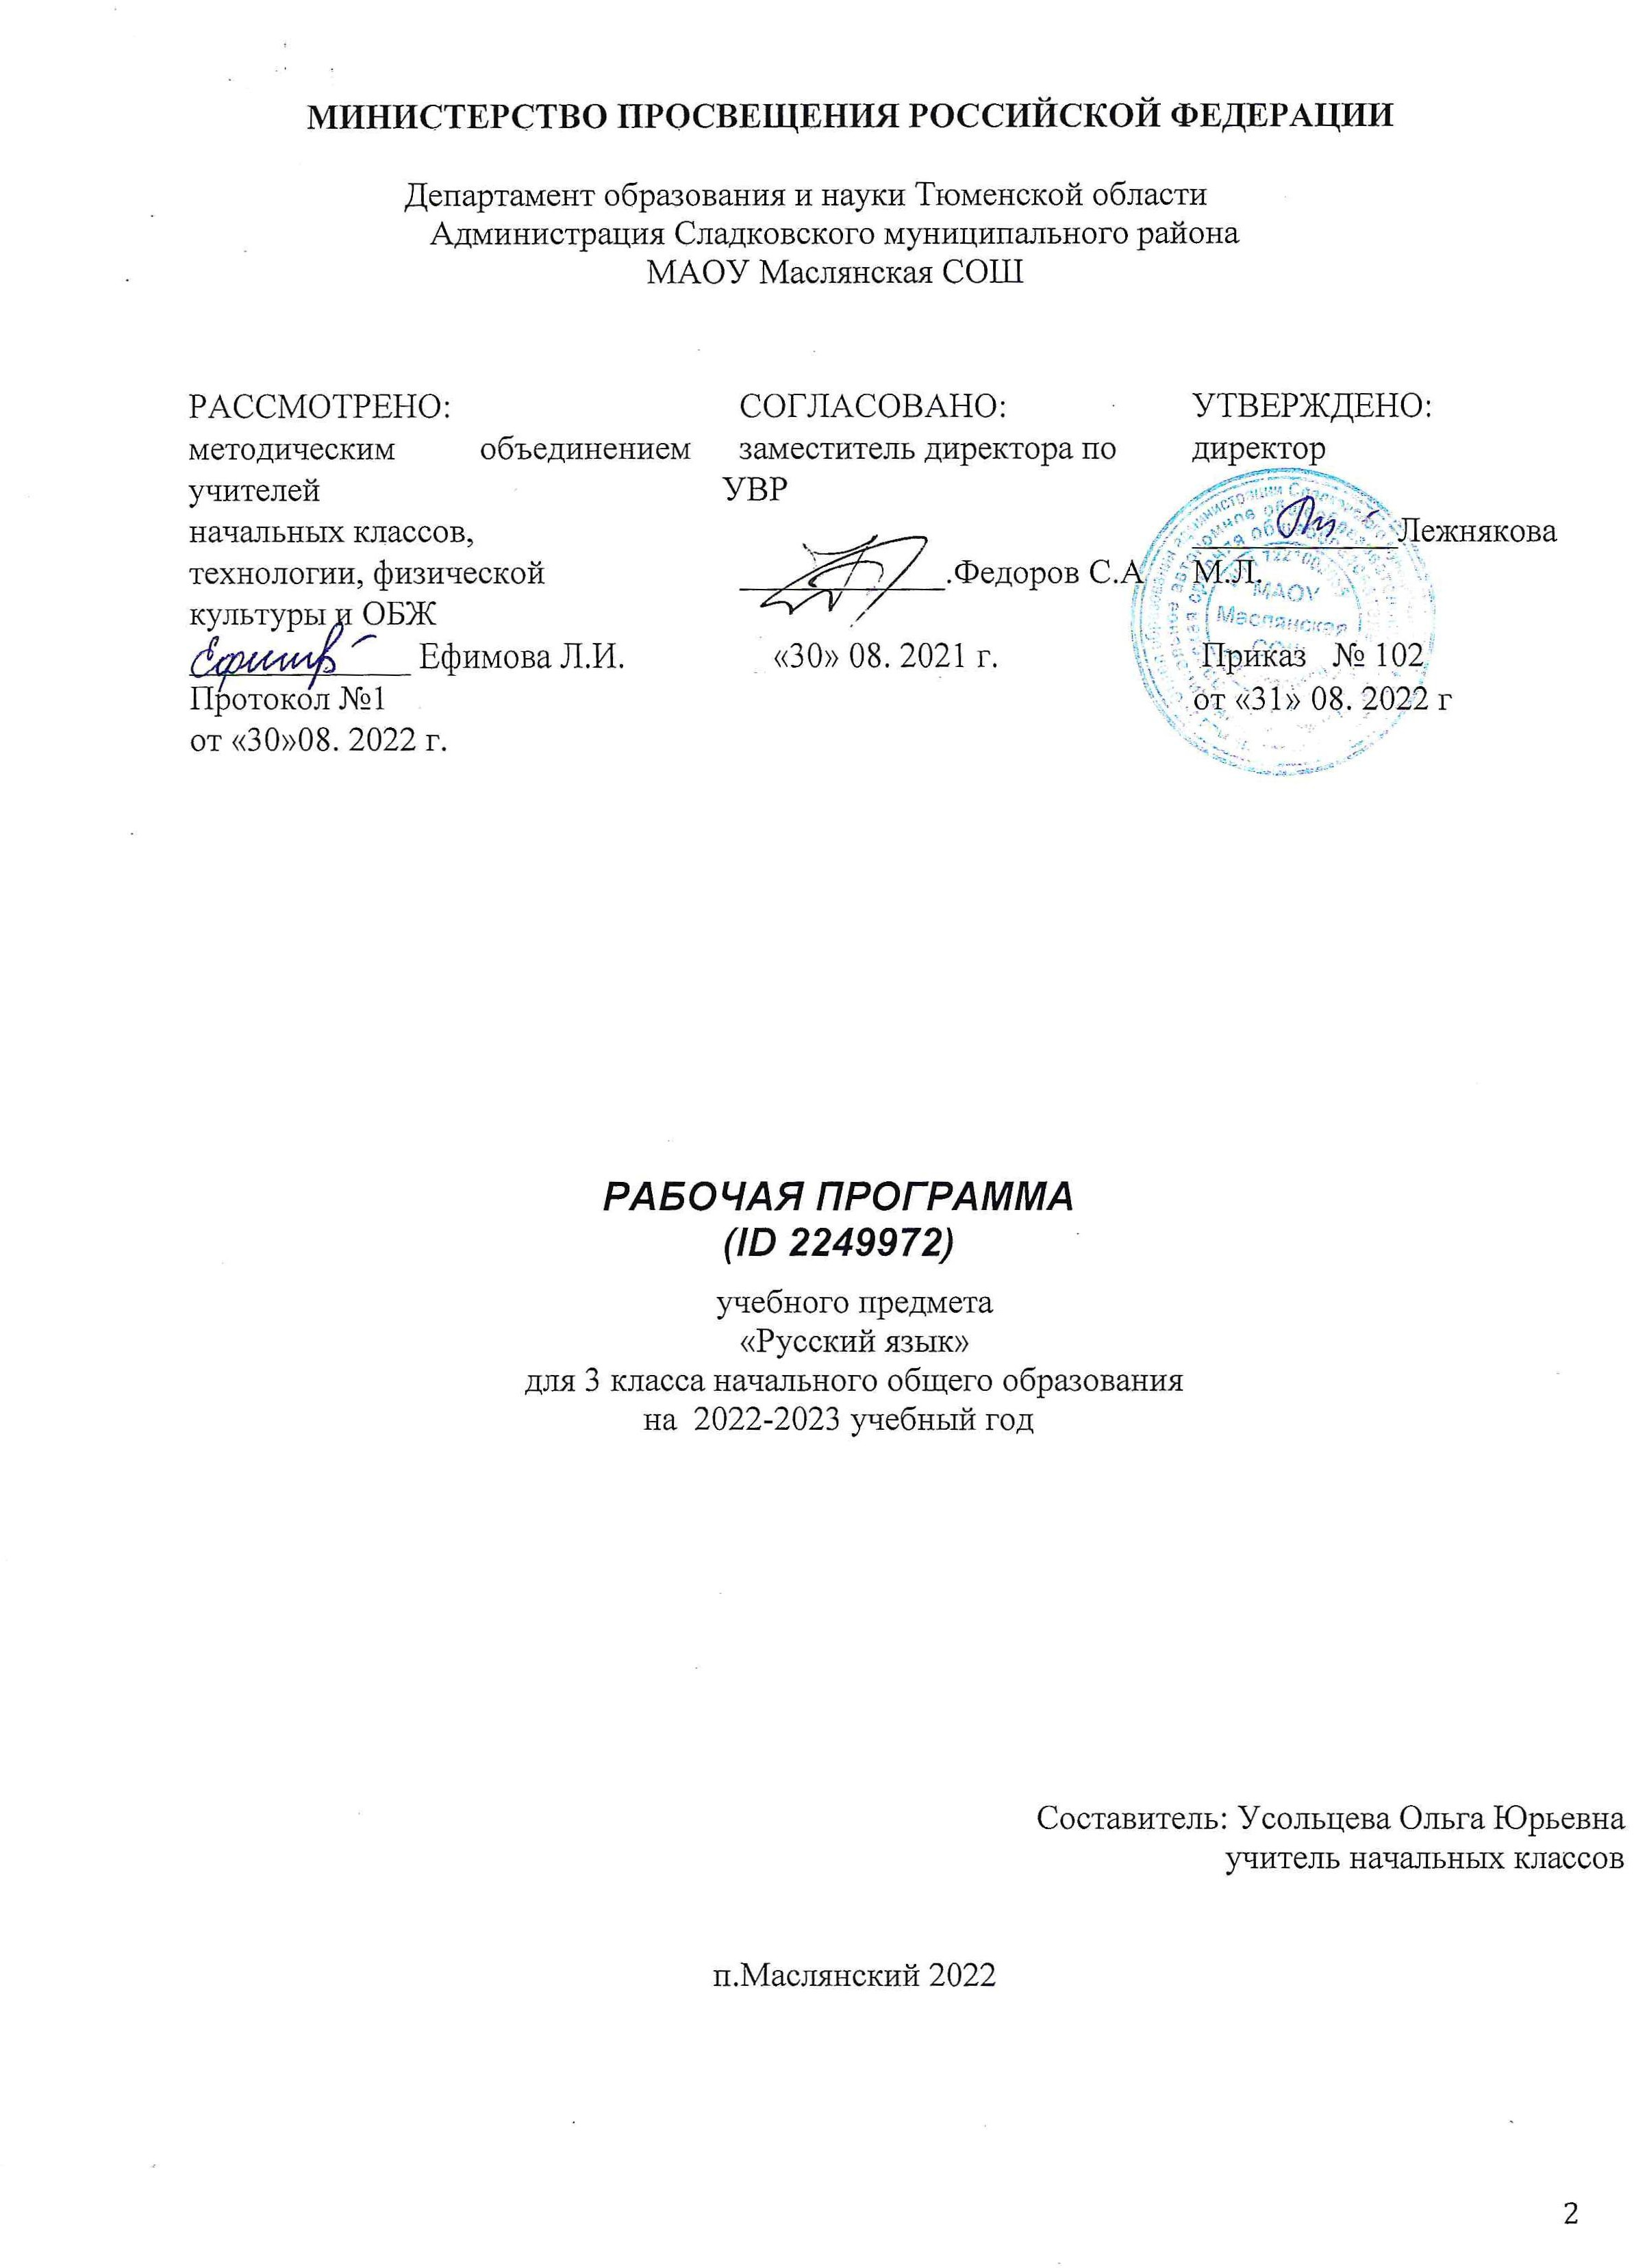 МИНИСТЕРСТВО ПРОСВЕЩЕНИЯ РОССИЙСКОЙ ФЕДЕРАЦИИ
Департамент образования и науки Тюменской области
Администрация Сладковского муниципального района
МАОУ Маслянская СОШ
РАССМОТРЕНО:
методическим объединением
учителей
начальных классов,
технологии, физической
культуры и ОБЖ
Ефимова Л.И.
Протокол №1
от «30»08. 2022 г.
СОГЛАСОВАНО:
заместитель директора по
УВР
.Федоров С.А
«30» 08. 2021 г.
УТВЕРЖДЕНО:
директор
Лежнякова
М.Л.
Приказ № 102
от «31» 08. 2022 г
МАОУ
Маслянская
РАБОЧАЯ ПРОГРАММА
(ID 2249972)
учебного предмета
«Русский язык»
для 3 класса начального общего образования
на 2022-2023 учебный год
Составитель: Усольцева Ольга Юрьевна
учитель начальных классов
п.Маслянский 2022
2